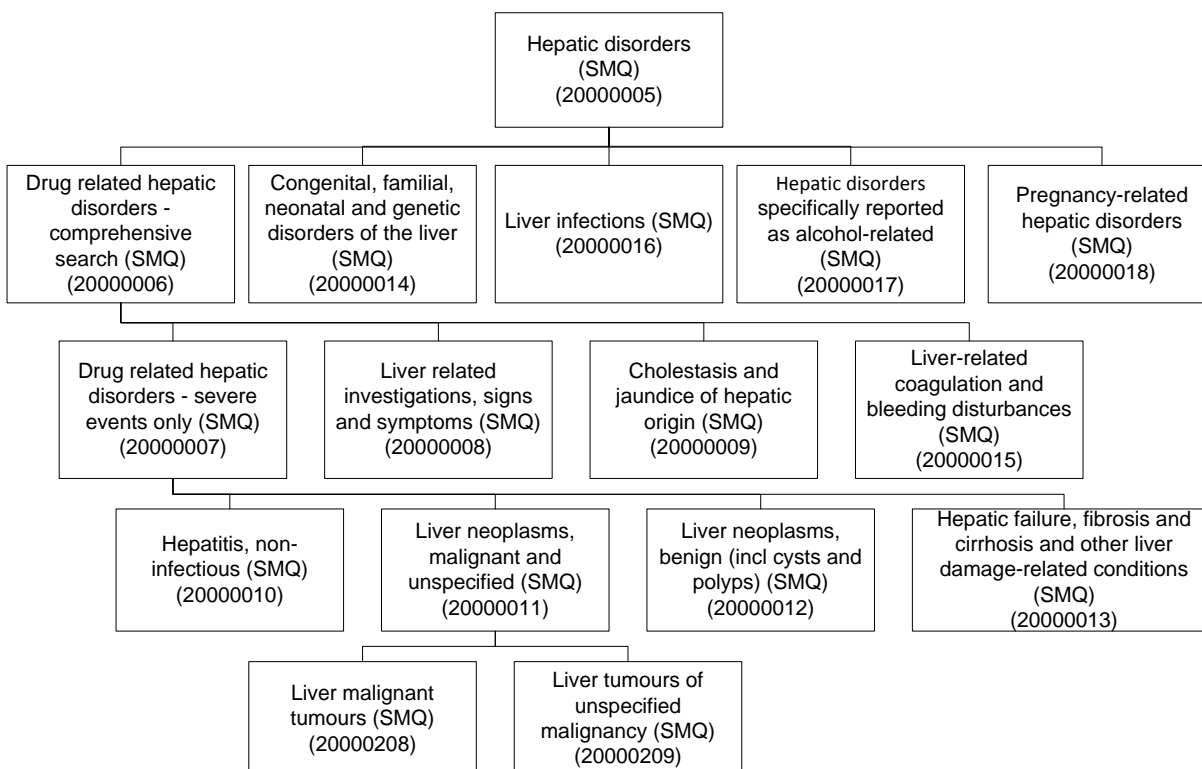 Hepatic disorders
(SMQ)
(20000005)
Drug related hepatic
disorders -
comprehensive
search (SMQ)
(20000006)
Congenital, familial,
neonatal and genetic
disorders of the liver
(SMQ)
(20000014)
Liver infections (SMQ)
(20000016)
Hepatic disorders
specifically reported
as alcohol-related
(SMQ)
(20000017)
Pregnancy-related
hepatic disorders
(SMQ)
(20000018)
Drug related hepatic
disorders - severe
events only (SMQ)
(20000007)
Liver related
investigations, signs
and symptoms (SMQ)
(20000008)
Cholestasis and
jaundice of hepatic
origin (SMQ)
(20000009)
Liver-related
coagulation and
bleeding disturbances
(SMQ)
(20000015)
Hepatitis, non-
infectious (SMQ)
(20000010)
Liver neoplasms,
malignant and
unspecified (SMQ)
(20000011)
Liver neoplasms,
benign (incl cysts and
polyps) (SMQ)
(20000012)
Hepatic failure, fibrosis and
cirrhosis and other liver
damage-related conditions
(SMQ)
(20000013)
Liver malignant
tumours (SMQ)
(20000208)
Liver tumours of
unspecified
malignancy (SMQ)
(20000209)